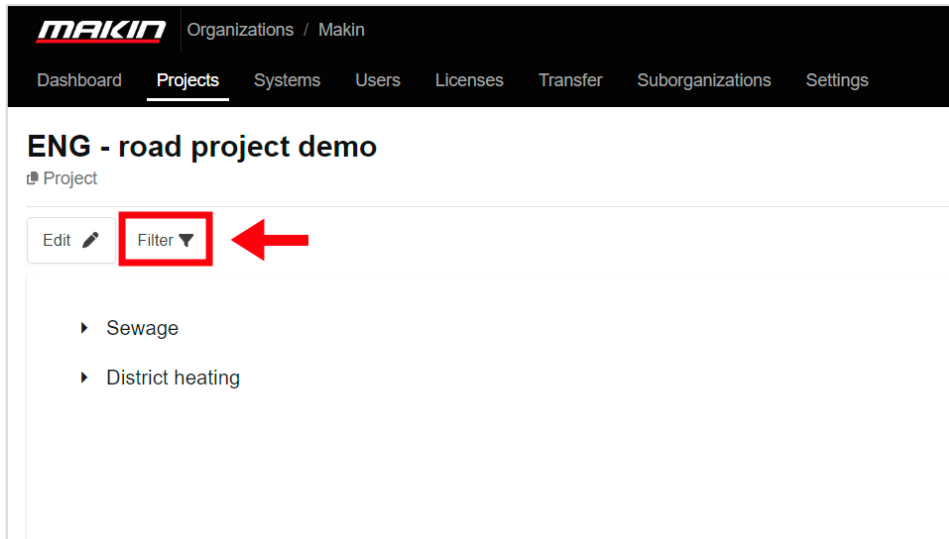 MAKIN Organizations / Makin
Dashboard Projects Systems Users Licenses Transfer Suborganizations Settings
ENG - road project demo
Project
Edit Filter
Sewage
District heating